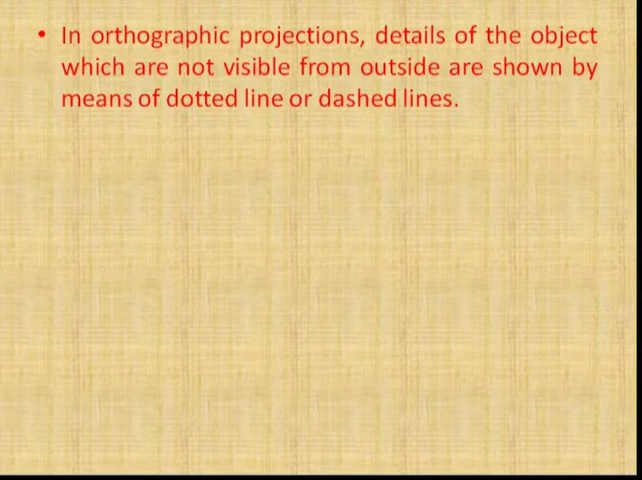 • In orthographic projections, details of the object
which are not visible from outside are shown by
means of dotted line or dashed lines.